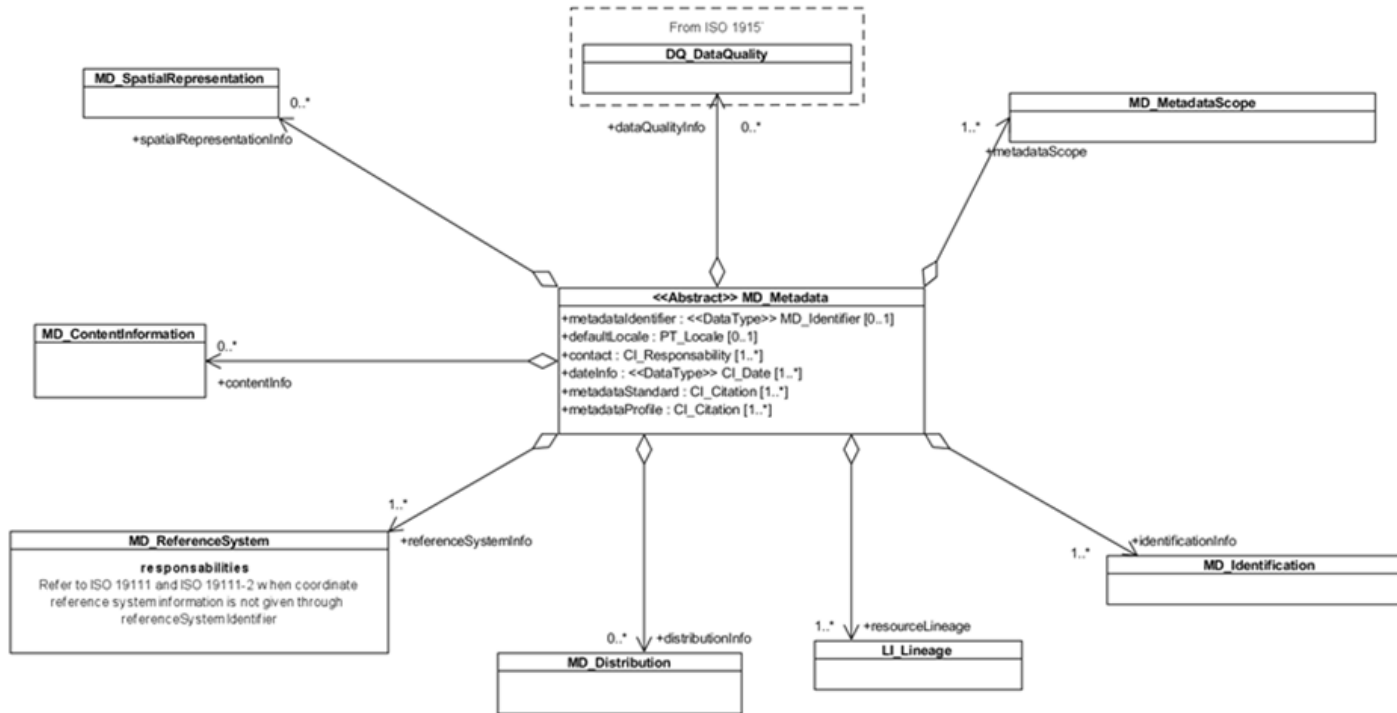 From ISO 1915
DQ_DataQuality
MD_SpatialRepresentation
0..*
+spatialRepresentationInfo
+dataQualityInfo
0..*
MD_MetadataScope
1..*
+metadataScope
<<Abstract>> MD_Metadata
+metadataIdentifier : <<DataType>> MD_Identifier [0..1]
+defaultLocale : PT_Locale [0..1]
+contact : CI_Responsability [1..*]
+dateInfo : <<DataType>> CI_Date [1..*]
+metadataStandard : CI_Citation [1..*]
+metadataProfile : CI_Citation [1..*]
MD_ContentInformation
0..*
+contentInfo
1..*
+referenceSystemInfo
MD_ReferenceSystem
responsabilities
Refer to ISO 19111 and ISO 19111-2 when coordinate
reference system information is not given through
referenceSystemIdentifier
0..*
+distributionInfo
MD_Distribution
1..*
+resourceLineage
LI_Lineage
+identificationInfo
1..*
MD_Identification